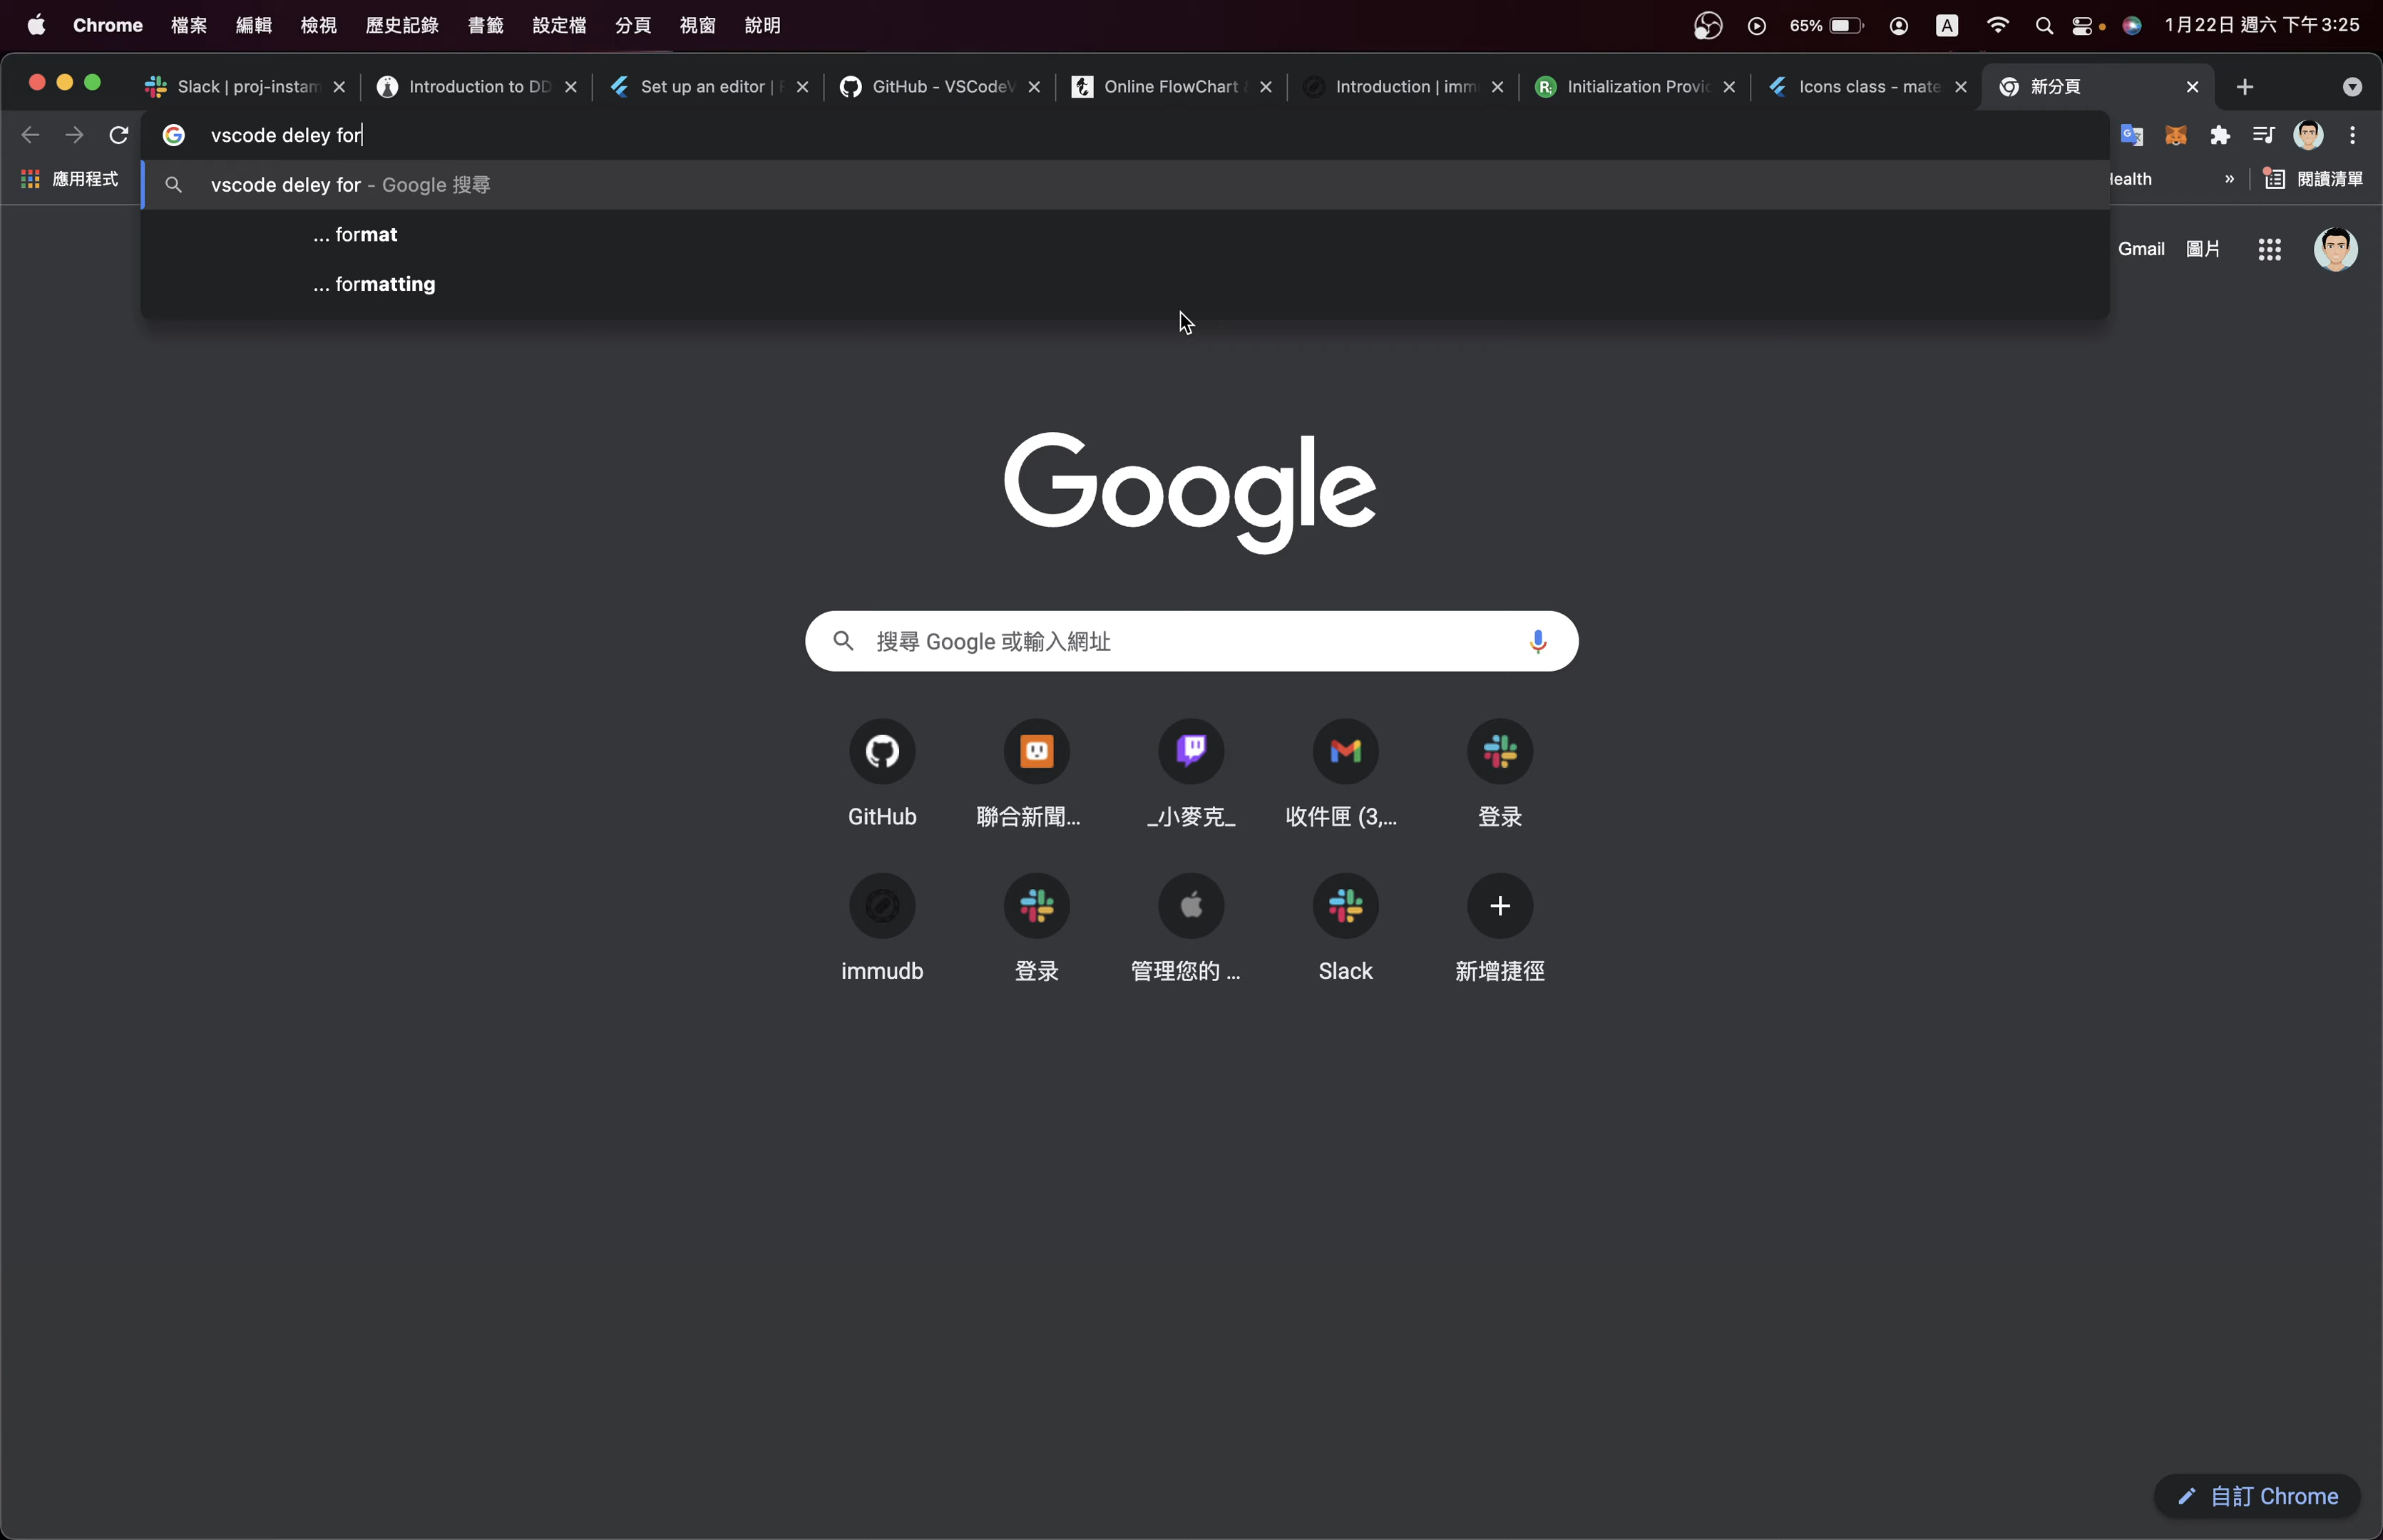 Chrome 檔案 編輯 檢視 歷史記錄 書籤 設定檔 分頁 視窗 說明 65% A 1月22日 週六 下午3:25
Slack | proj-instam Introduction to DD Set up an editor | F GitHub - VSCodeV Online FlowChart & Introduction | imm Initialization Provid Icons class - mate 新分頁
vscode deley for
應用程式 vscode deley for - Google 搜尋 Health » 閱讀清單
... format
Gmail 圖片
... formatting
Google
搜尋 Google 或輸入網址
GitHub 聯合新聞... _小麥克_ 收件匣 (3,... 登录
immudb 登录 管理您的 ... Slack 新增捷徑
自訂 Chrome